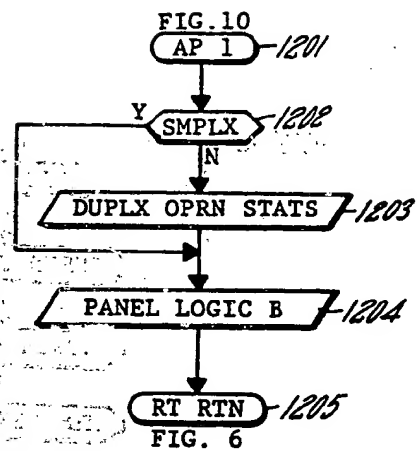 FIG.10
AP 1 1201
Y SMPLX 1202
N
DUPLX OPRN STATS 1203
PANEL LOGIC B 1204
RT RTN 1205
FIG. 6